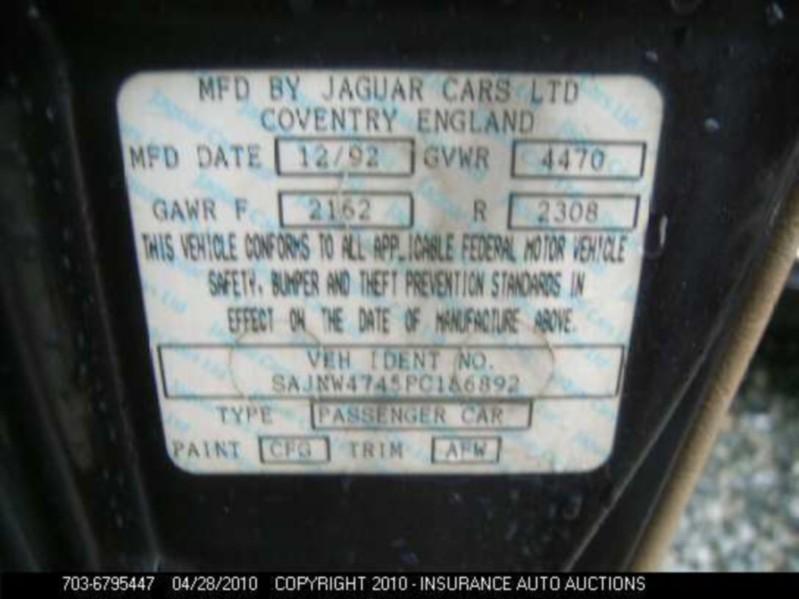 MFD BY JAGUAR CARS LTD
COVENTRY ENGLAND
MFD DATE 12/92 GVWR 4470
GAWR F 2162 R 2308
THIS VEHICLE CONFORMS TO ALL APPLICABLE FEDERAL MOTOR VEHICLE
SAFETY, BUMPER AND THEFT PREVENTION STANDARDS IN
EFFECT ON THE DATE OF MANUFACTURE ABOVE.
VEH IDENT NO.
SAJNW4745PC186892
TYPE PASSENGER CAR
PAINT CFG TRIM AFW
703-6795447 04/28/2010 COPYRIGHT 2010 - INSURANCE AUTO AUCTIONS